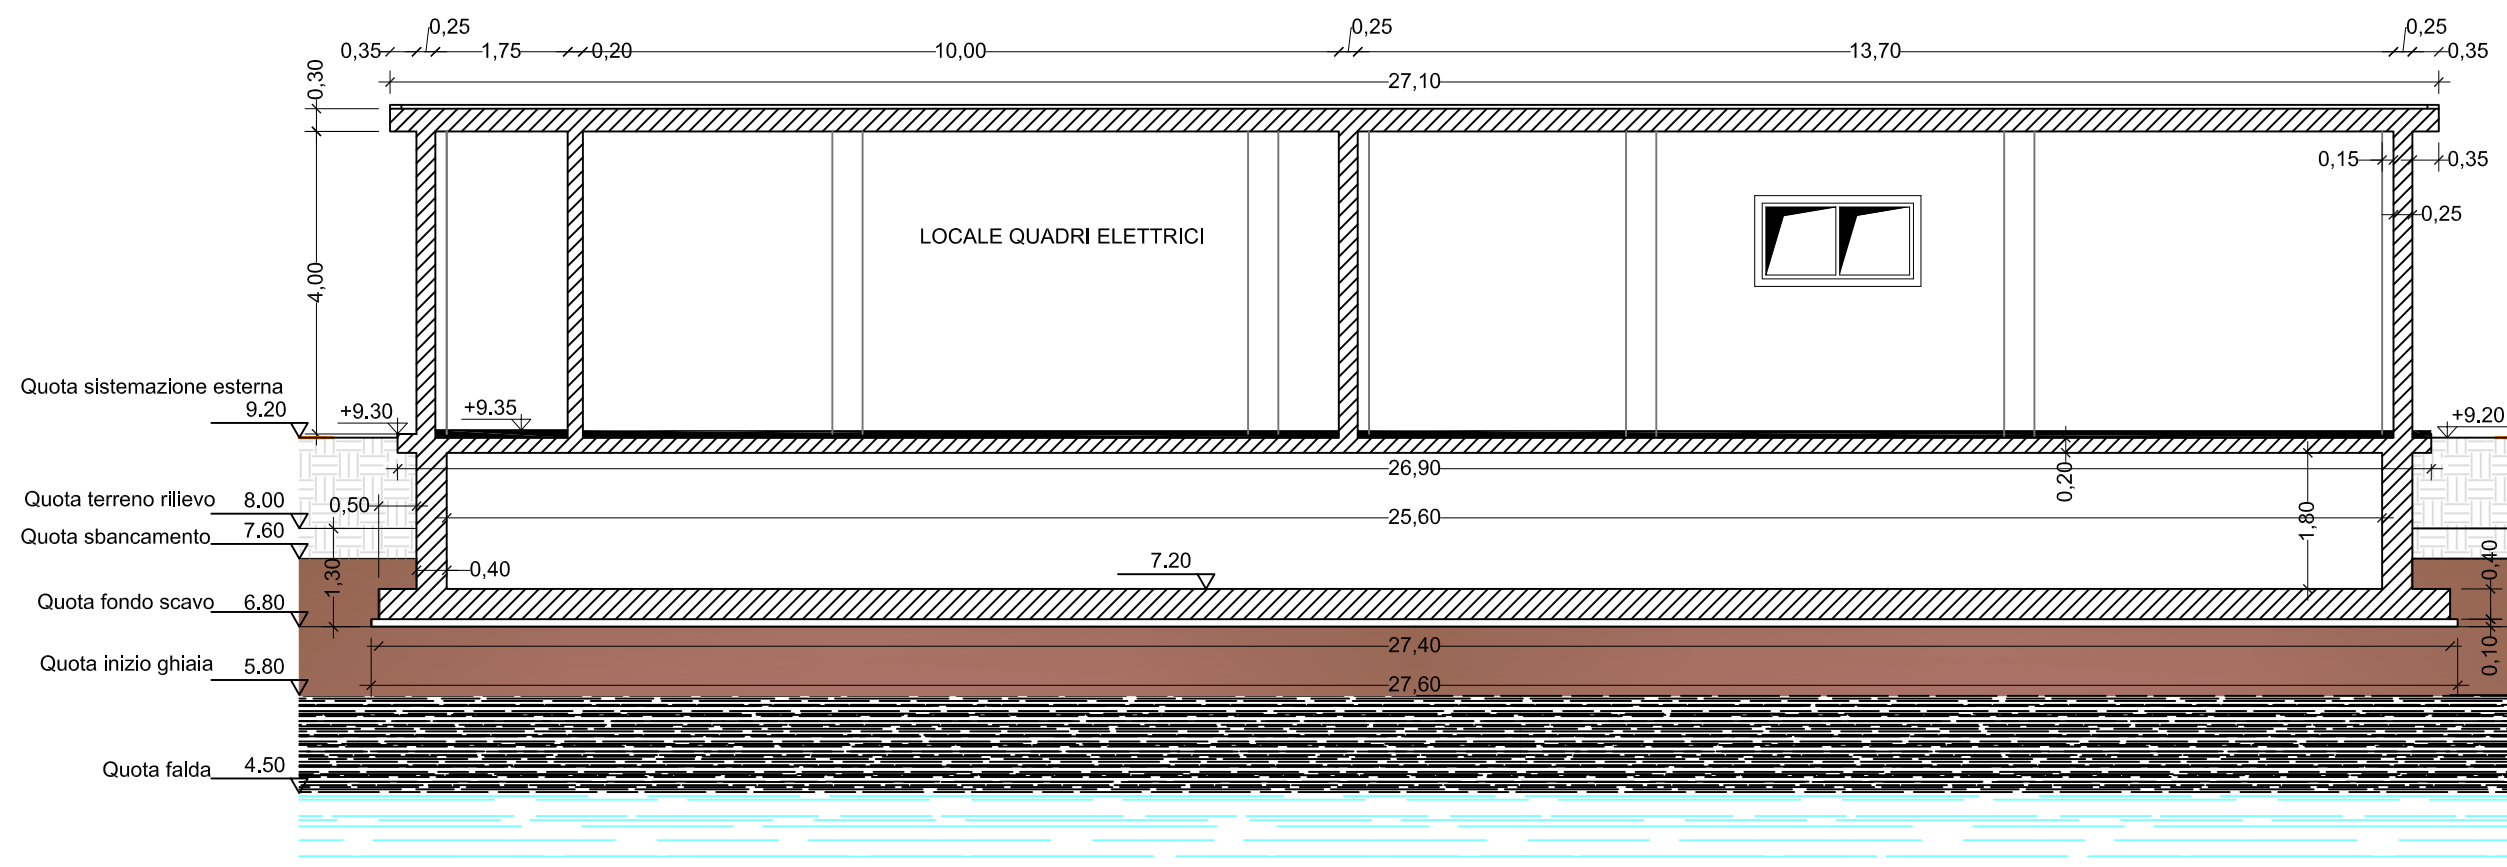 0,25 0,25 0,25
0,35 1,75 0,20 10,00 13,70 0,35
27,10
0,30
0,15 0,35
0,25
LOCALE QUADRI ELETTRICI
4,00
Quota sistemazione esterna
9.20 +9.30 +9.35 +9.20
26,90
0,20
Quota terreno rilievo 8.00 0,50
25,60
1,80
Quota sbancamento 7.60
7.20
0,40
1,30
0,40
Quota fondo scavo 6.80
27,40
0,10
Quota inizio ghiaia 5.80
27,60
Quota falda 4.50